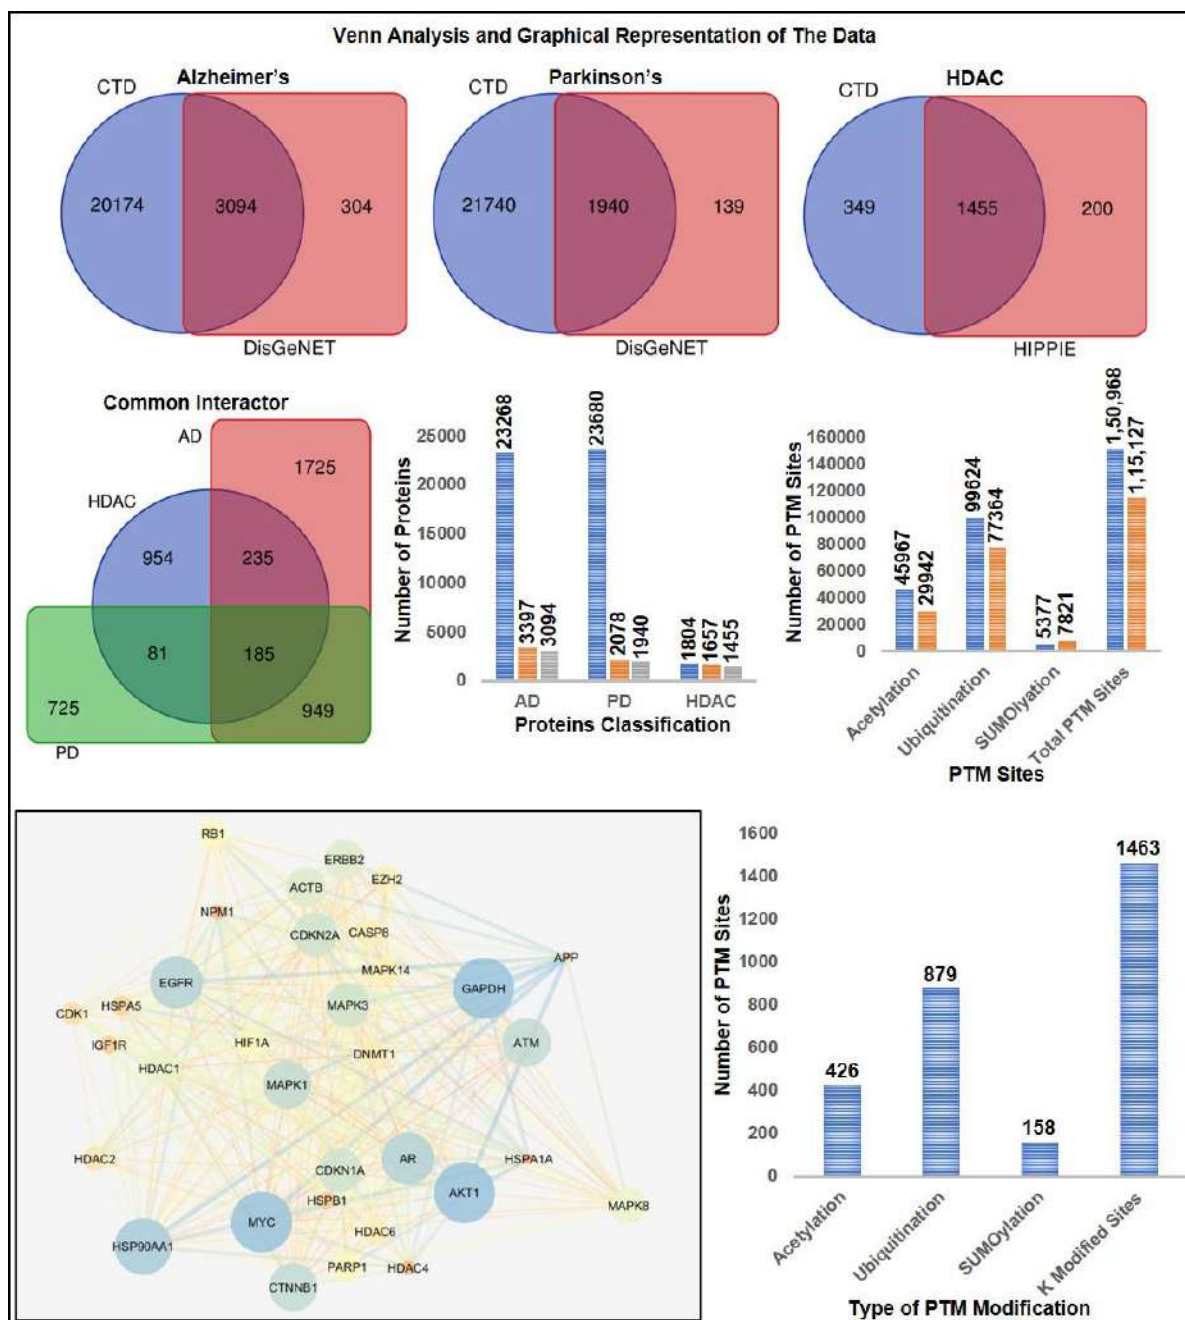 Venn Analysis and Graphical Representation of The Data
Alzheimer's
CTD
20174
3094
304
DisGeNET
Parkinson's
CTD
21740
1940
139
DisGeNET
HDAC
CTD
349
1455
200
HIPPIE
Common Interactor
AD
1725
HDAC
954
235
81
185
725
949
PD
Number of Proteins
25000
20000
15000
10000
5000
0
23268
3397
3094
23680
2078
1940
1804
1657
1455
AD
PD
HDAC
Proteins Classification
Number of PTM Sites
160000
140000
120000
100000
80000
60000
40000
20000
0
45967
29942
99624
77364
5377
7821
1,50,968
1,15,127
Acetylation
Ubiquitination
SUMOlyation
Total PTM Sites
PTM Sites
RB1
ERBB2
EZH2
ACTB
NPM1
CDKN2A
CASP8
APP
MAPK14
EGFR
GAPDH
HSPA5
MAPK3
CDK1
IGF1R
HIF1A
DNMT1
ATM
HDAC1
MAPK1
HDAC2
CDKN1A
AR
HSPA1A
HSPB1
AKT1
MAPK8
MYC
HDAC6
HSP90AA1
PARP1
HDAC4
CTNNB1
Number of PTM Sites
1600
1400
1200
1000
800
600
400
200
0
426
879
158
1463
Acetylation
Ubiquitination
SUMOylation
K Modified Sites
Type of PTM Modification